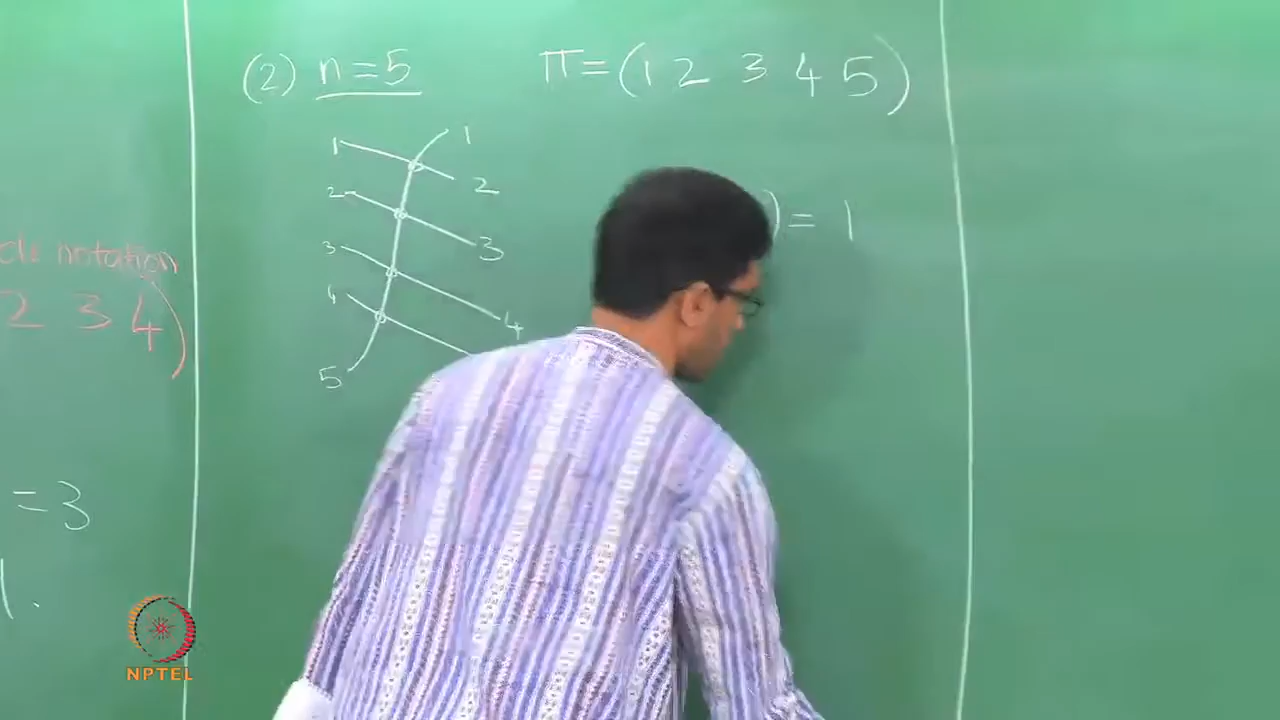 (2) n=5
π=(1 2 3 4 5)
1 1
2 2
3 3
4 4
5
)= 1
cle notation
2 3 4)
=3
1.
NPTEL